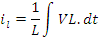 i_l = \frac{1}{L} \int VL.dt